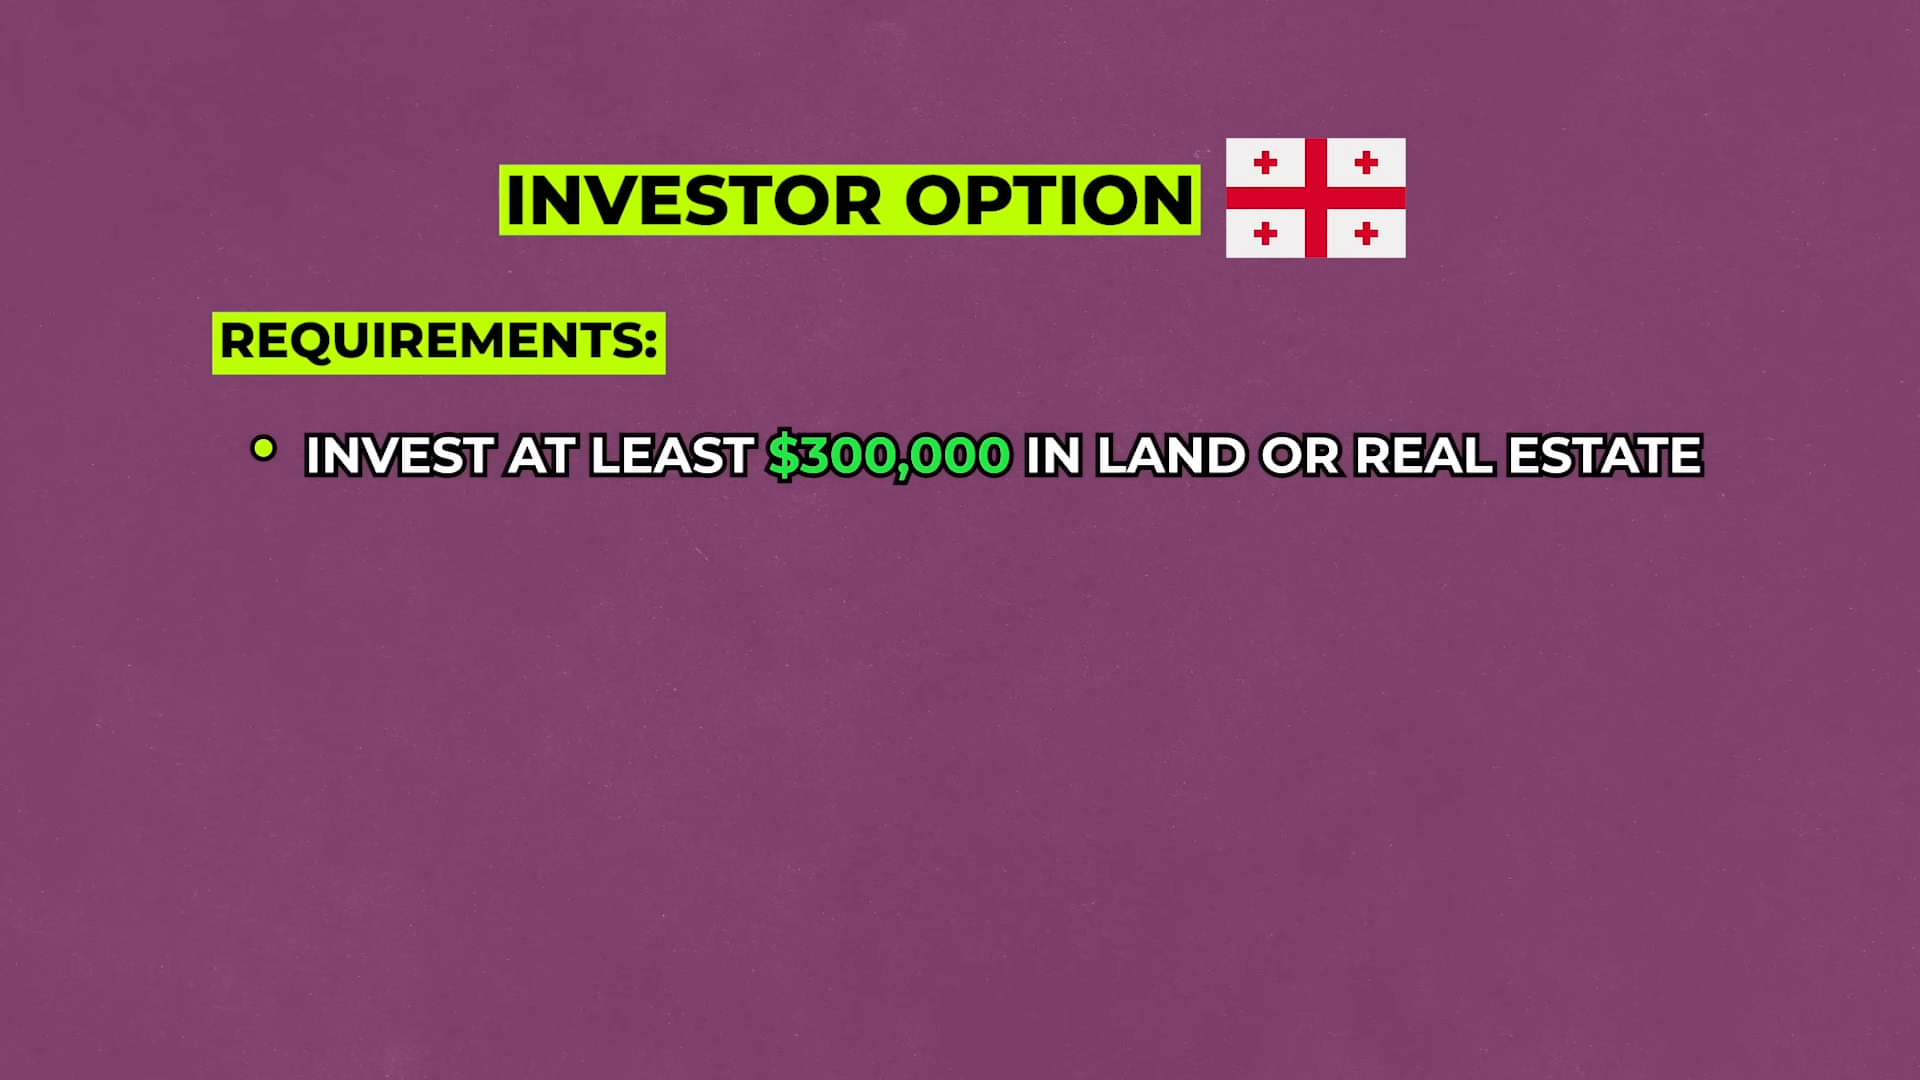 INVESTOR OPTION
REQUIREMENTS:
• INVEST AT LEAST $300,000 IN LAND OR REAL ESTATE